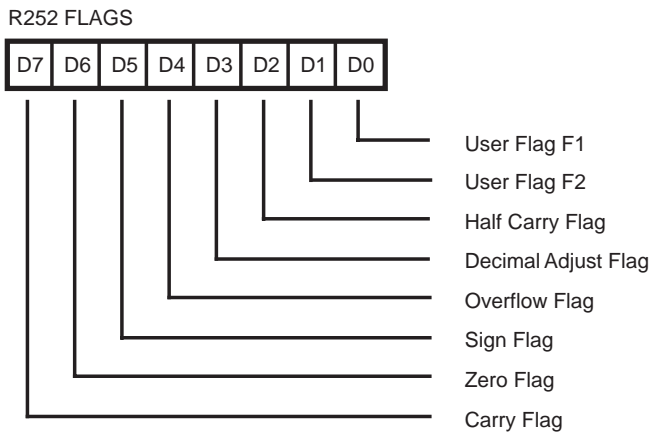 R252 FLAGS
D7 D6 D5 D4 D3 D2 D1 D0
User Flag F1
User Flag F2
Half Carry Flag
Decimal Adjust Flag
Overflow Flag
Sign Flag
Zero Flag
Carry Flag